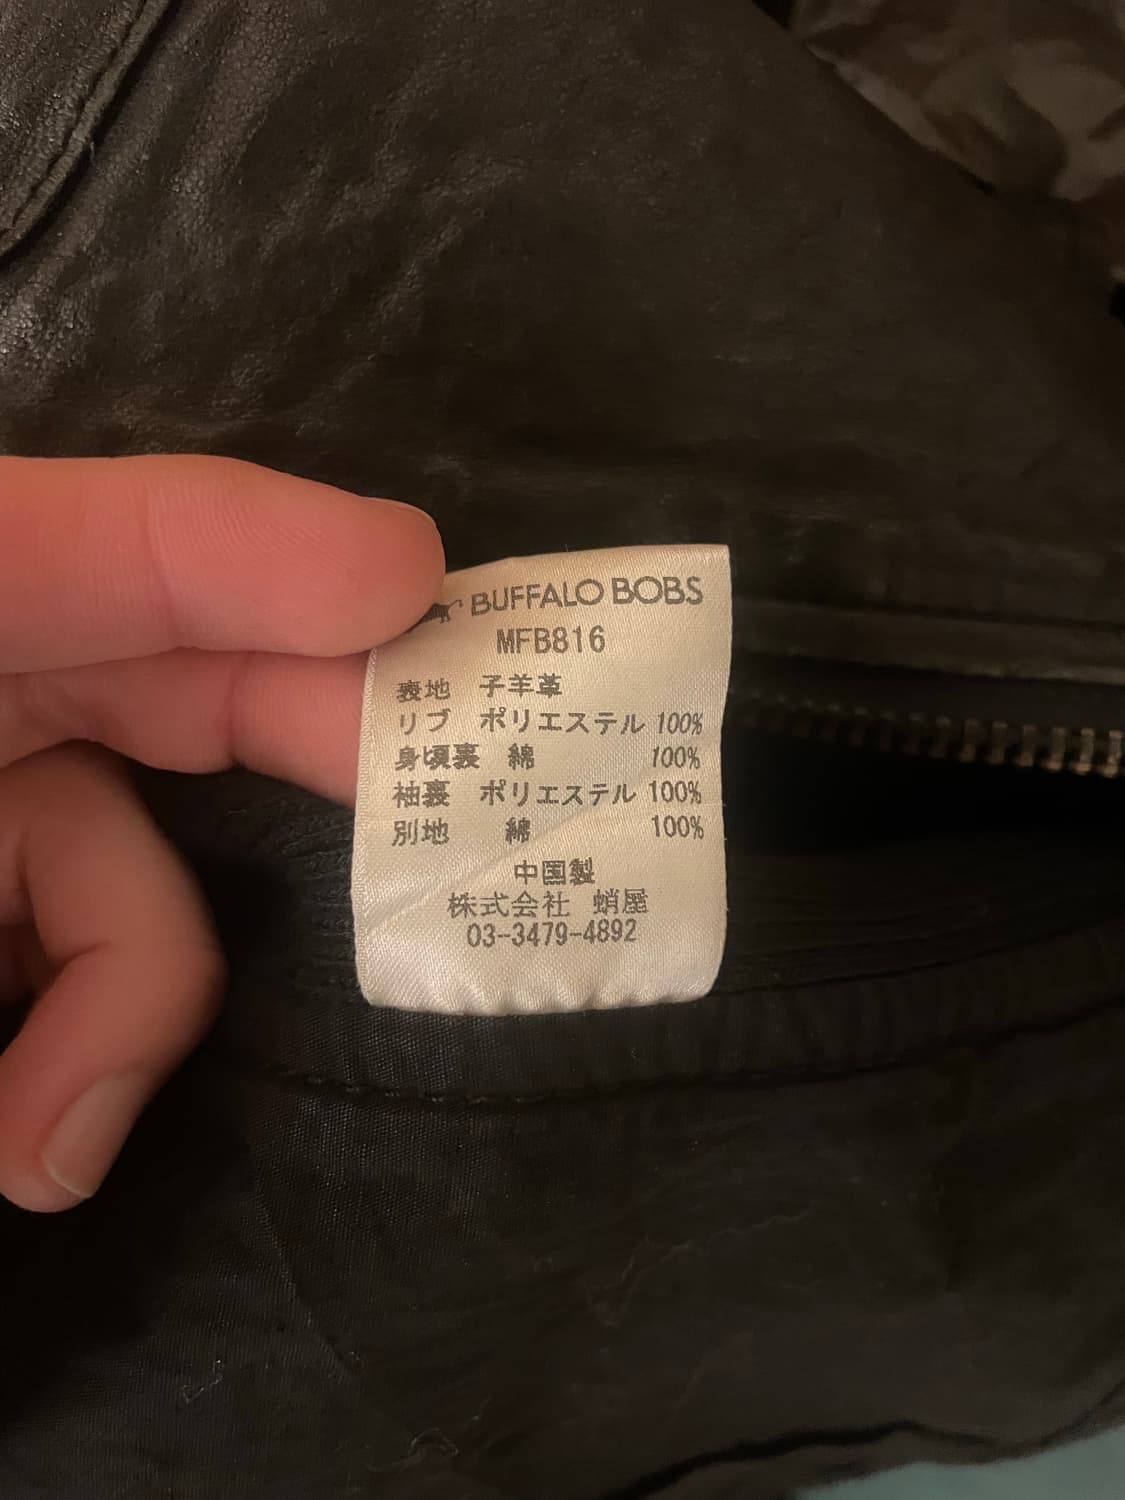 BUFFALO BOBS
MFB816
表地 子羊革
リブ ポリエステル 100%
身頃裏 綿 100%
袖裏 ポリエステル 100%
別地 綿 100%
中国製
株式会社 蛸屋
03-3479-4892